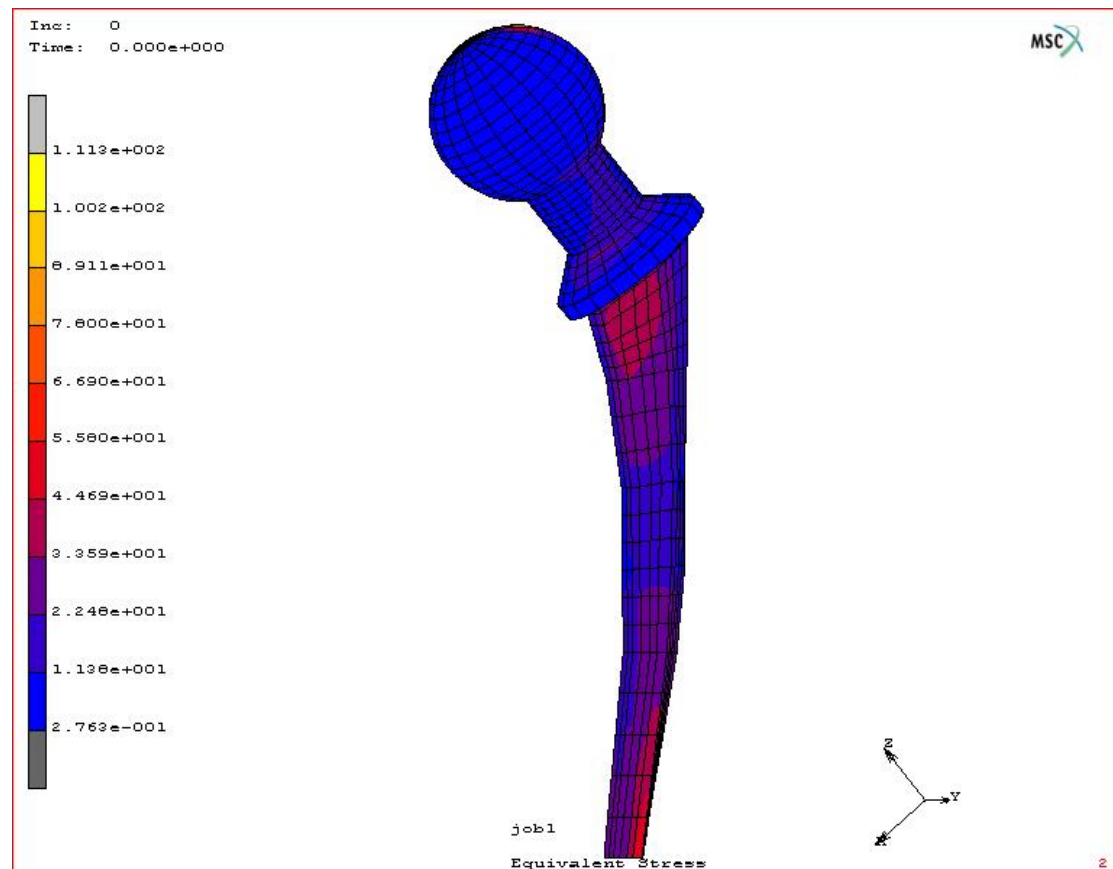 Inc: 0
Time: 0.000e+000
MSC
1.113e+002
1.002e+002
8.911e+001
7.800e+001
6.690e+001
5.580e+001
4.469e+001
3.359e+001
2.248e+001
1.138e+001
2.763e-001
Z
Y
X
job1
Equivalent Stress
2